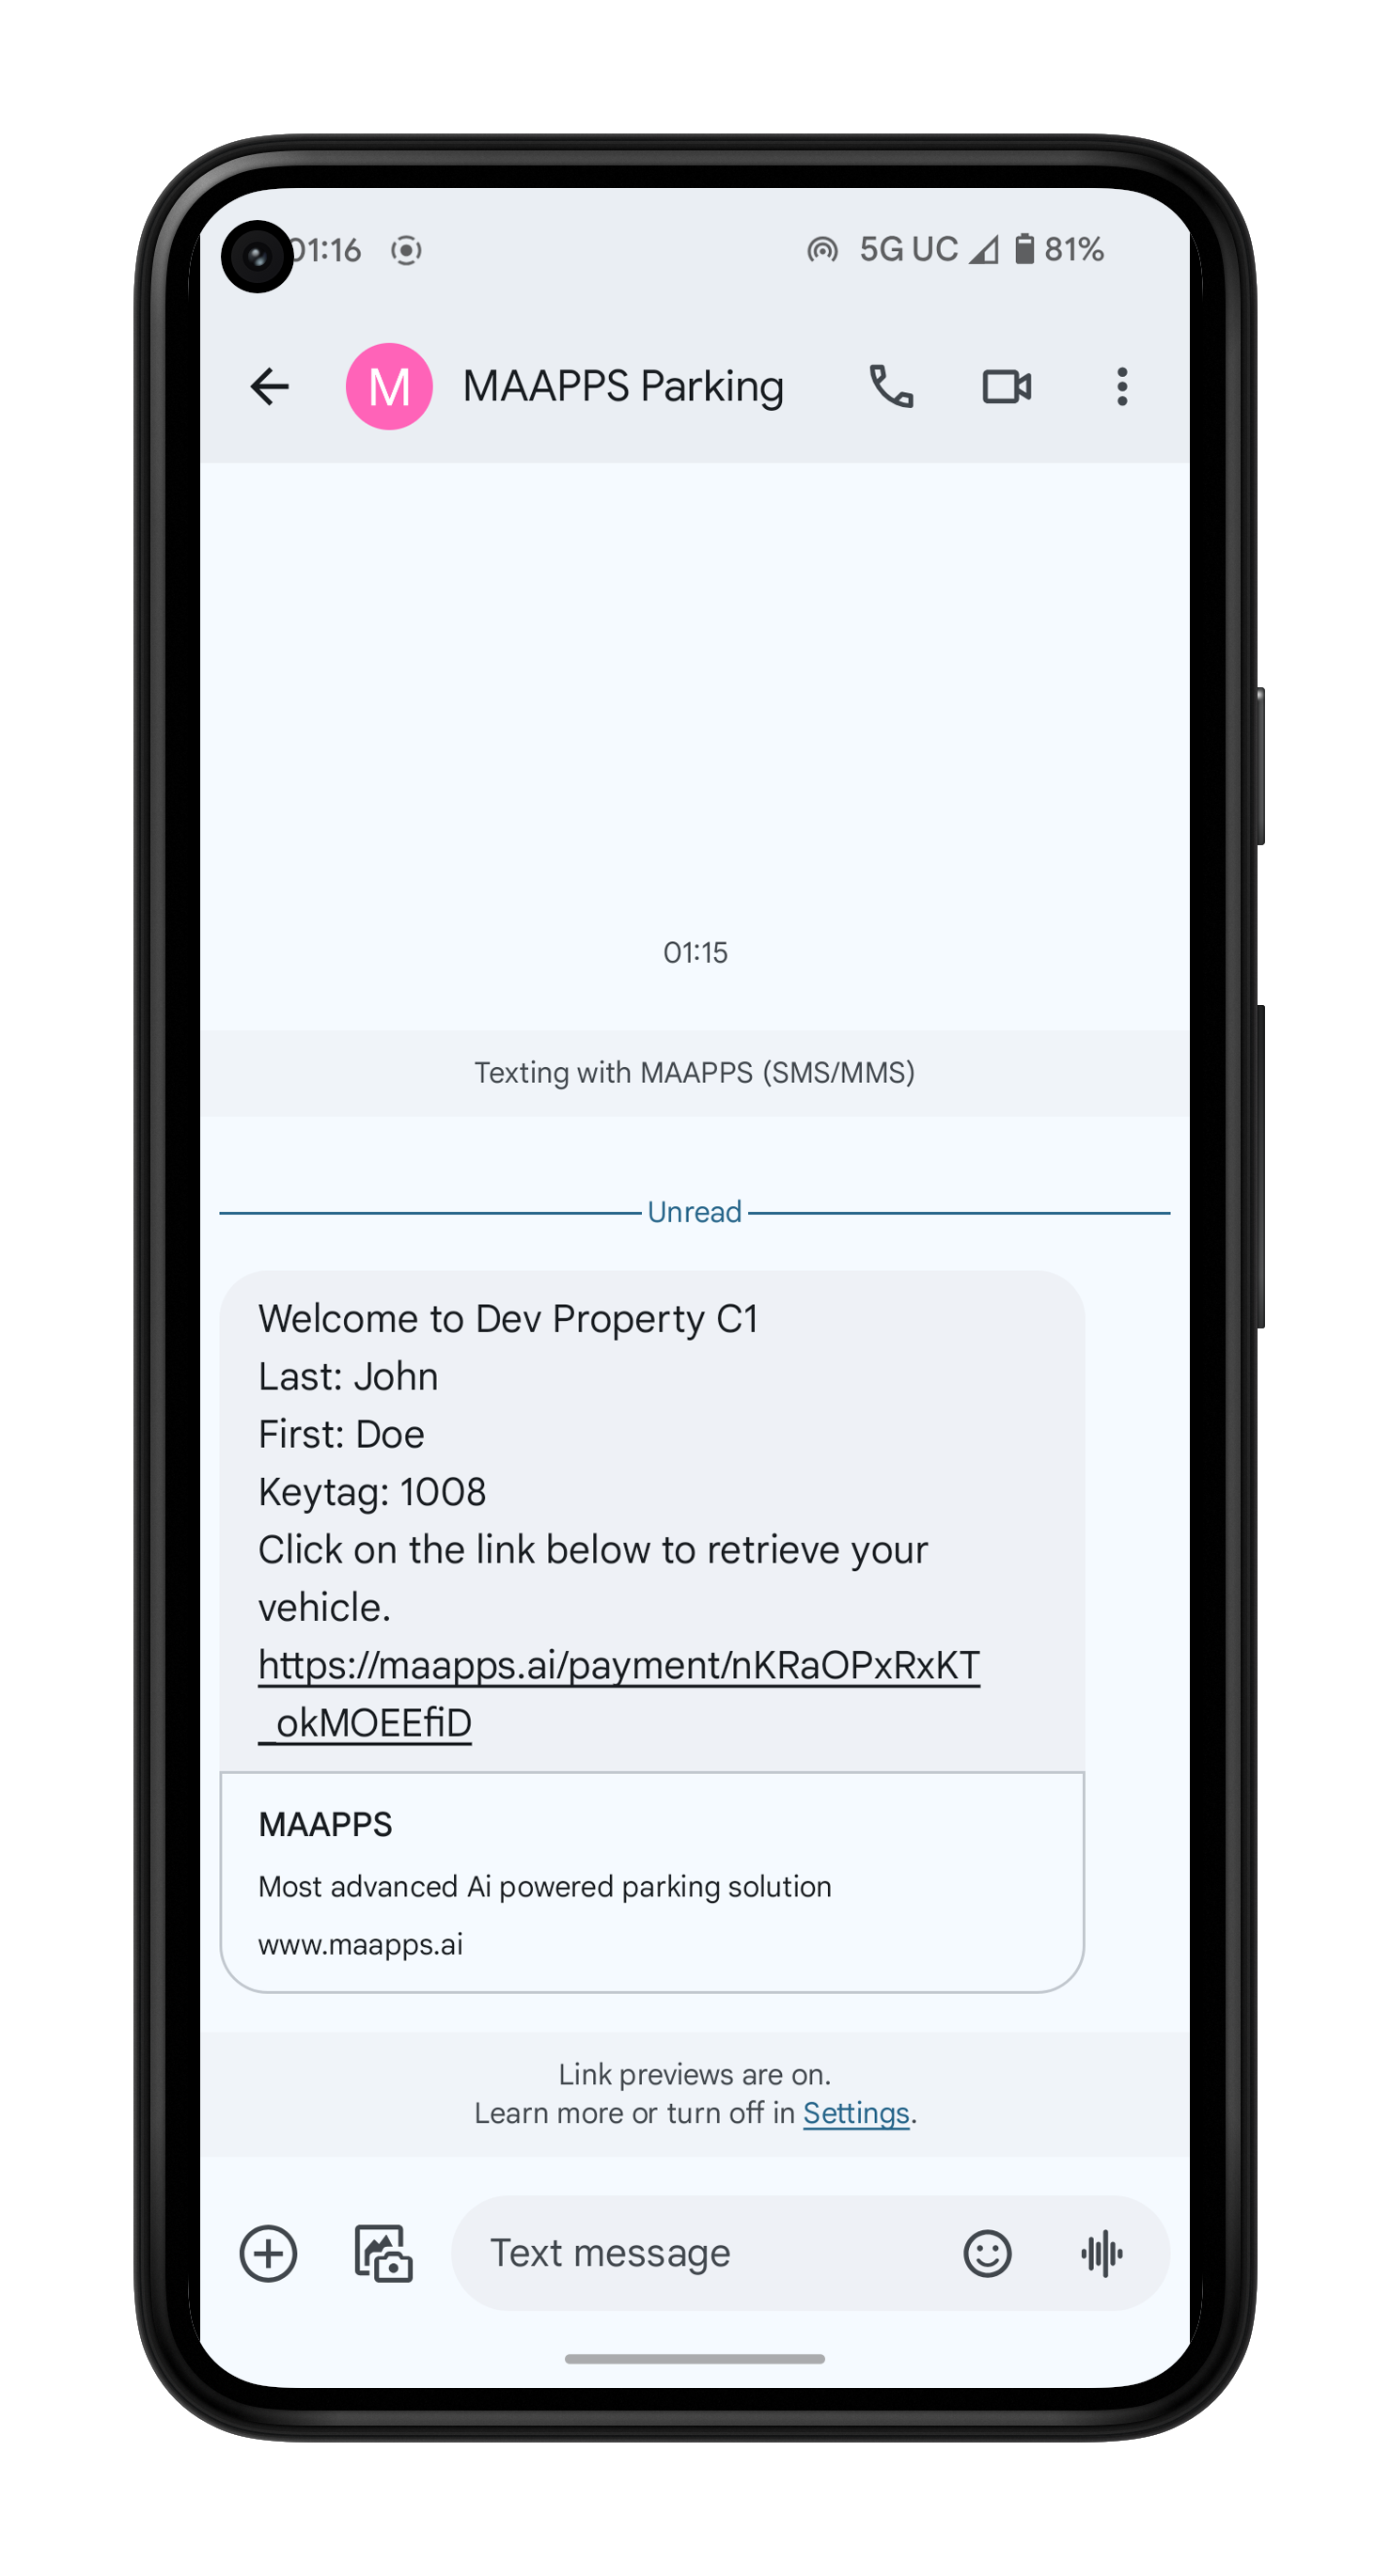 01:16 5G UC 81%
M MAAPPS Parking
01:15
Texting with MAAPPS (SMS/MMS)
Unread
Welcome to Dev Property C1
Last: John
First: Doe
Keytag: 1008
Click on the link below to retrieve your
vehicle.
https://maapps.ai/payment/nKRaOPxRxKT
_okMOEEfiD
MAAPPS
Most advanced Ai powered parking solution
www.maapps.ai
Link previews are on.
Learn more or turn off in Settings.
Text message